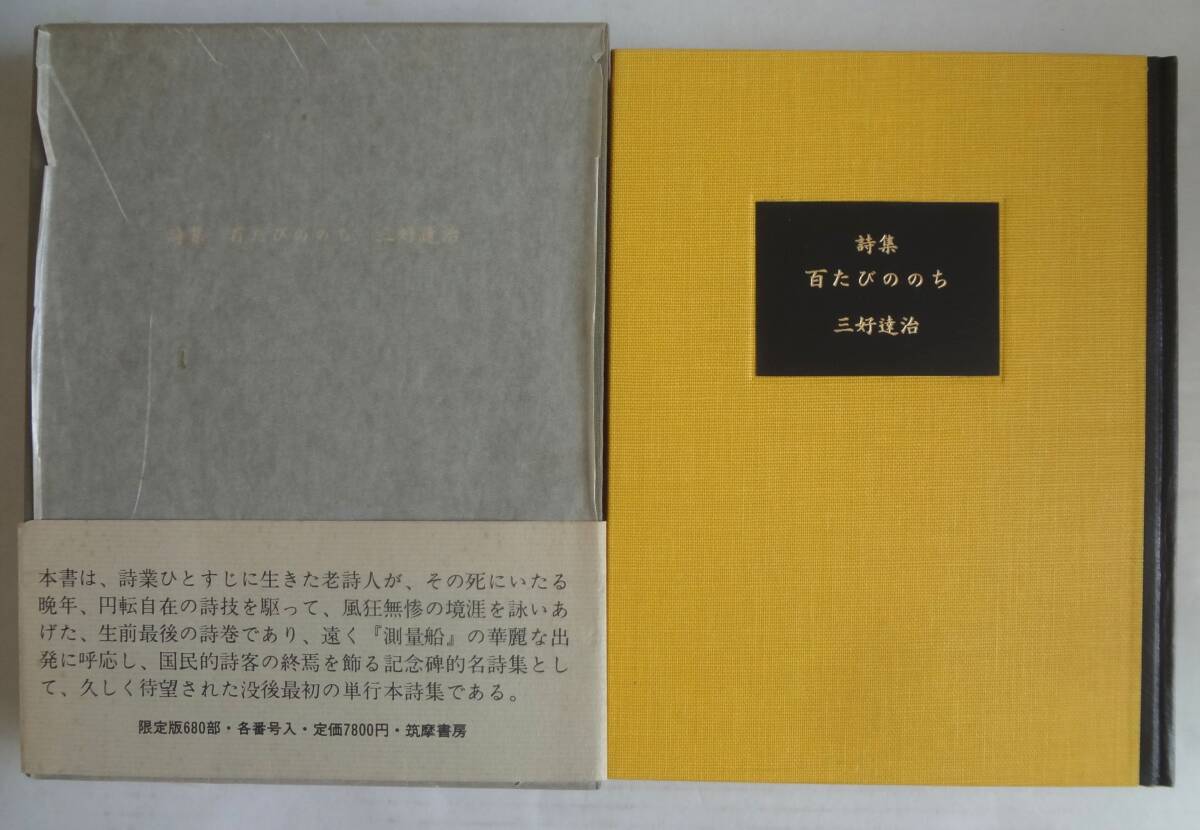 詩集 百たびののち 三好達治
本書は、詩業ひとすじに生きた老詩人が、その死にいたる
晩年、円転自在の詩技を駆って、風狂無惨の境涯を詠いあ
げた、生前最後の詩巻であり、遠く『測量船』の華麗な出
発に呼応し、国民的詩客の終焉を飾る記念碑的名詩集とし
て、久しく待望された没後最初の単行本詩集である。
限定版680部・各番号入・定価7800円・筑摩書房
詩集
百たびののち
三好達治